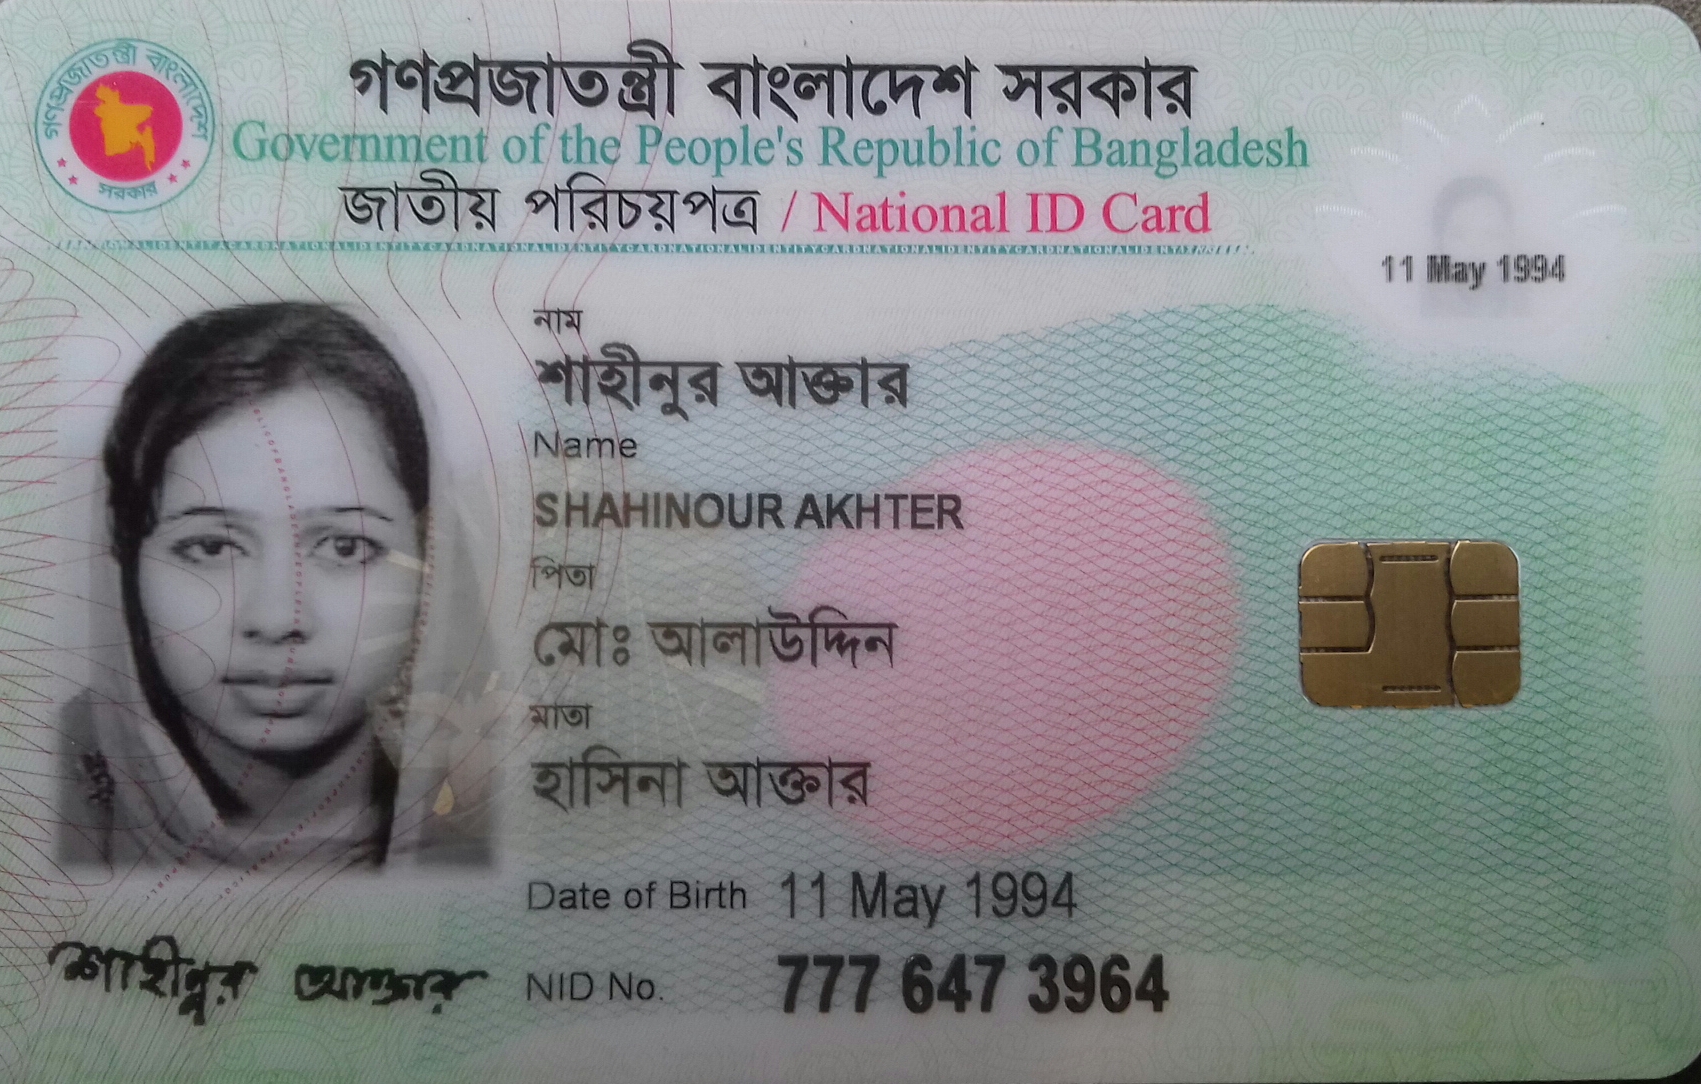 গণপ্রজাতন্ত্রী বাংলাদেশ
সরকার
গণপ্রজাতন্ত্রী বাংলাদেশ সরকার
Government of the People's Republic of Bangladesh
জাতীয় পরিচয়পত্র / National ID Card
11 May 1994
নাম
শাহীনুর আক্তার
Name
SHAHINOUR AKHTER
পিতা
মোঃ আলাউদ্দিন
মাতা
হাসিনা আক্তার
Date of Birth 11 May 1994
শাহীনুর আক্তার
NID No. 777 647 3964